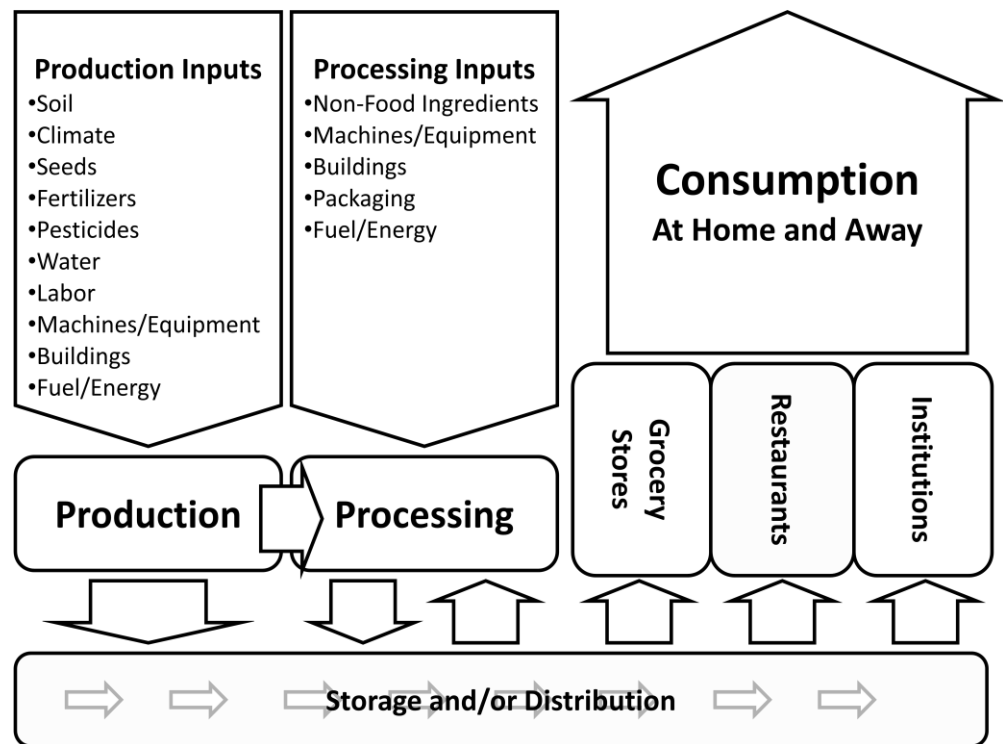 Production Inputs
•Soil
•Climate
•Seeds
•Fertilizers
•Pesticides
•Water
•Labor
•Machines/Equipment
•Buildings
•Fuel/Energy
Processing Inputs
•Non-Food Ingredients
•Machines/Equipment
•Buildings
•Packaging
•Fuel/Energy
Consumption
At Home and Away
Production
Processing
Grocery
Stores
Restaurants
Institutions
Storage and/or Distribution